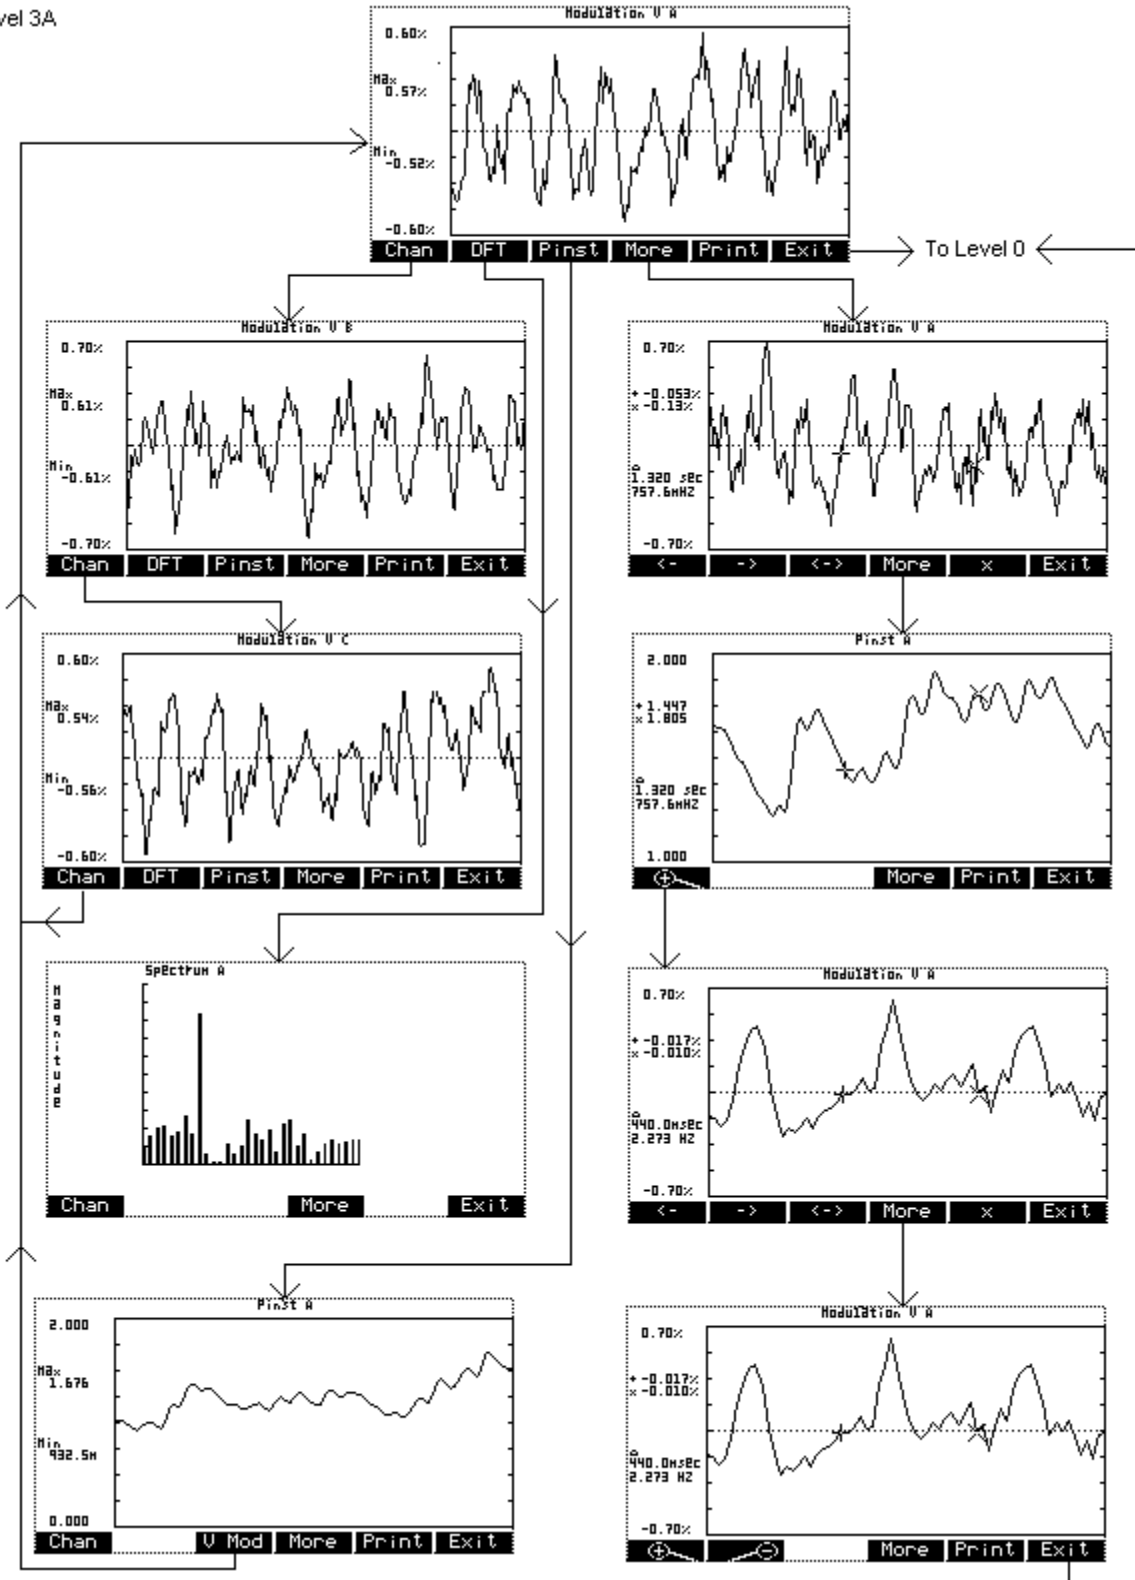 vel 3A
Modulation V A
0.60%
Max
0.57%
Min
-0.52%
-0.60%
Chan DFT Pinst More Print Exit
To Level 0
Modulation V B
0.70%
Max
0.61%
Min
-0.61%
-0.70%
Chan DFT Pinst More Print Exit
Modulation V A
0.70%
+ -0.053%
x -0.13%
Δ
1.320 sec
757.6mHZ
-0.70%
<- -> <-> More x Exit
Modulation V C
0.60%
Max
0.54%
Min
-0.56%
-0.60%
Chan DFT Pinst More Print Exit
Pinst A
2.000
+ 1.447
x 1.805
Δ
1.320 sec
757.6mHZ
1.000
More Print Exit
Spectrum A
Magnitude
Chan More Exit
Modulation V A
0.70%
+ -0.017%
x -0.010%
Δ
440.0msec
2.273 HZ
-0.70%
<- -> <-> More x Exit
Pinst A
2.000
Max
1.676
Min
932.5m
0.000
Chan V Mod More Print Exit
Modulation V A
0.70%
+ -0.017%
x -0.010%
Δ
440.0msec
2.273 HZ
-0.70%
More Print Exit